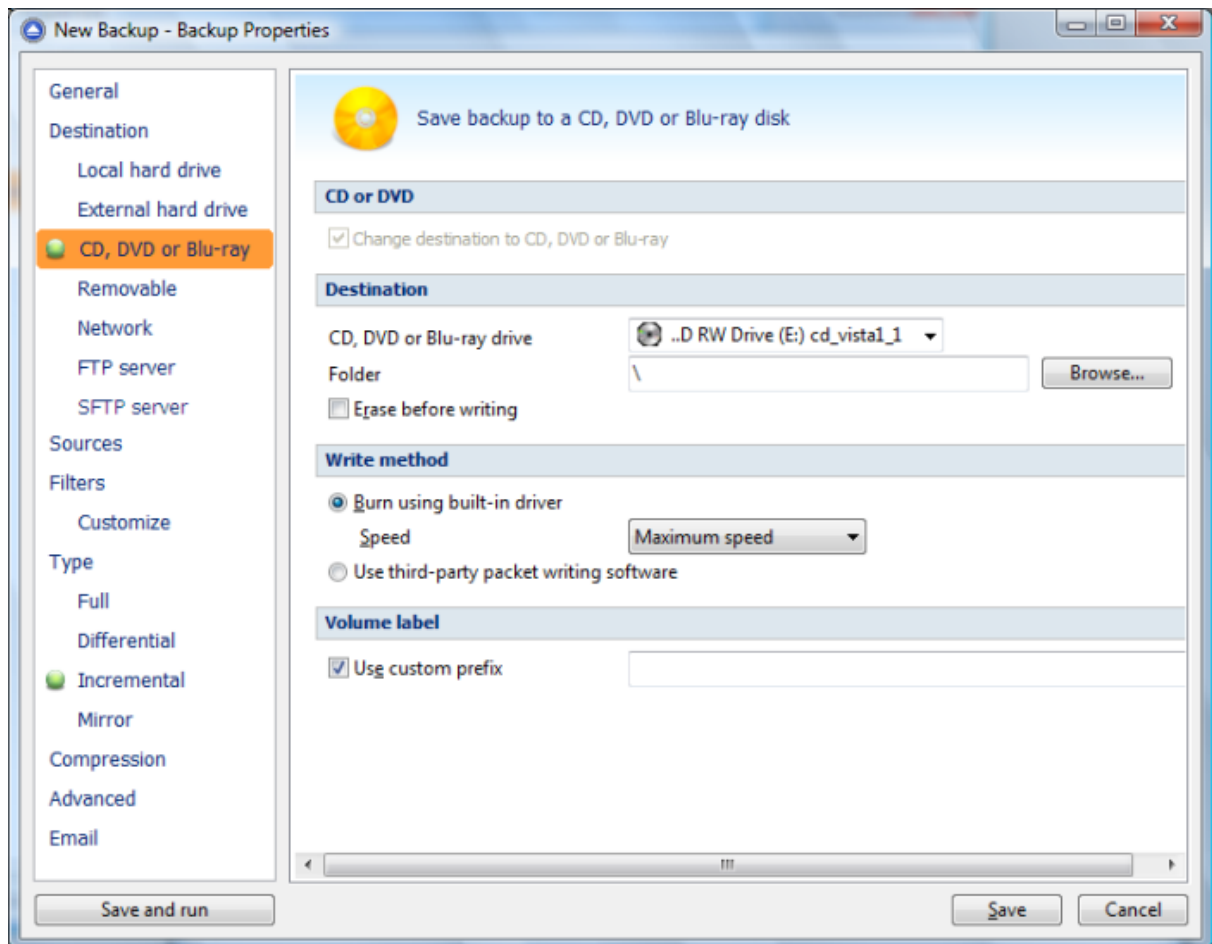 New Backup - Backup Properties
General
Destination
Local hard drive
External hard drive
CD, DVD or Blu-ray
Removable
Network
FTP server
SFTP server
Sources
Filters
Customize
Type
Full
Differential
Incremental
Mirror
Compression
Advanced
Email
Save backup to a CD, DVD or Blu-ray disk
CD or DVD
Change destination to CD, DVD or Blu-ray
Destination
CD, DVD or Blu-ray drive ..D RW Drive (E:) cd_vista1_1
Folder \ Browse...
Erase before writing
Write method
Burn using built-in driver
Speed Maximum speed
Use third-party packet writing software
Volume label
Use custom prefix
Save and run Save Cancel